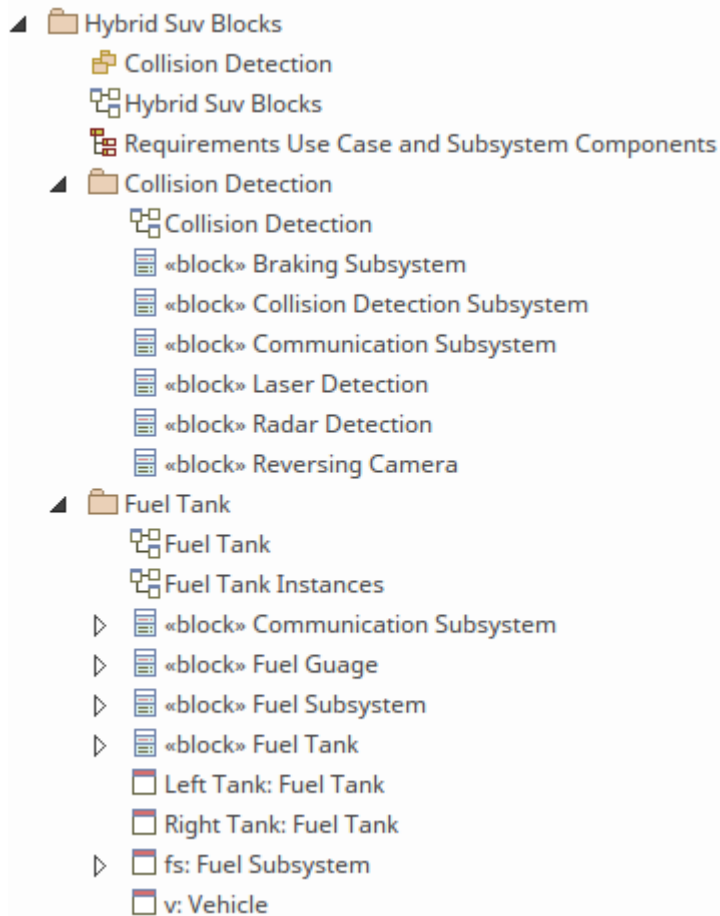 Hybrid Suv Blocks
Collision Detection
Hybrid Suv Blocks
Requirements Use Case and Subsystem Components
Collision Detection
Collision Detection
«block» Braking Subsystem
«block» Collision Detection Subsystem
«block» Communication Subsystem
«block» Laser Detection
«block» Radar Detection
«block» Reversing Camera
Fuel Tank
Fuel Tank
Fuel Tank Instances
«block» Communication Subsystem
«block» Fuel Guage
«block» Fuel Subsystem
«block» Fuel Tank
Left Tank: Fuel Tank
Right Tank: Fuel Tank
fs: Fuel Subsystem
v: Vehicle